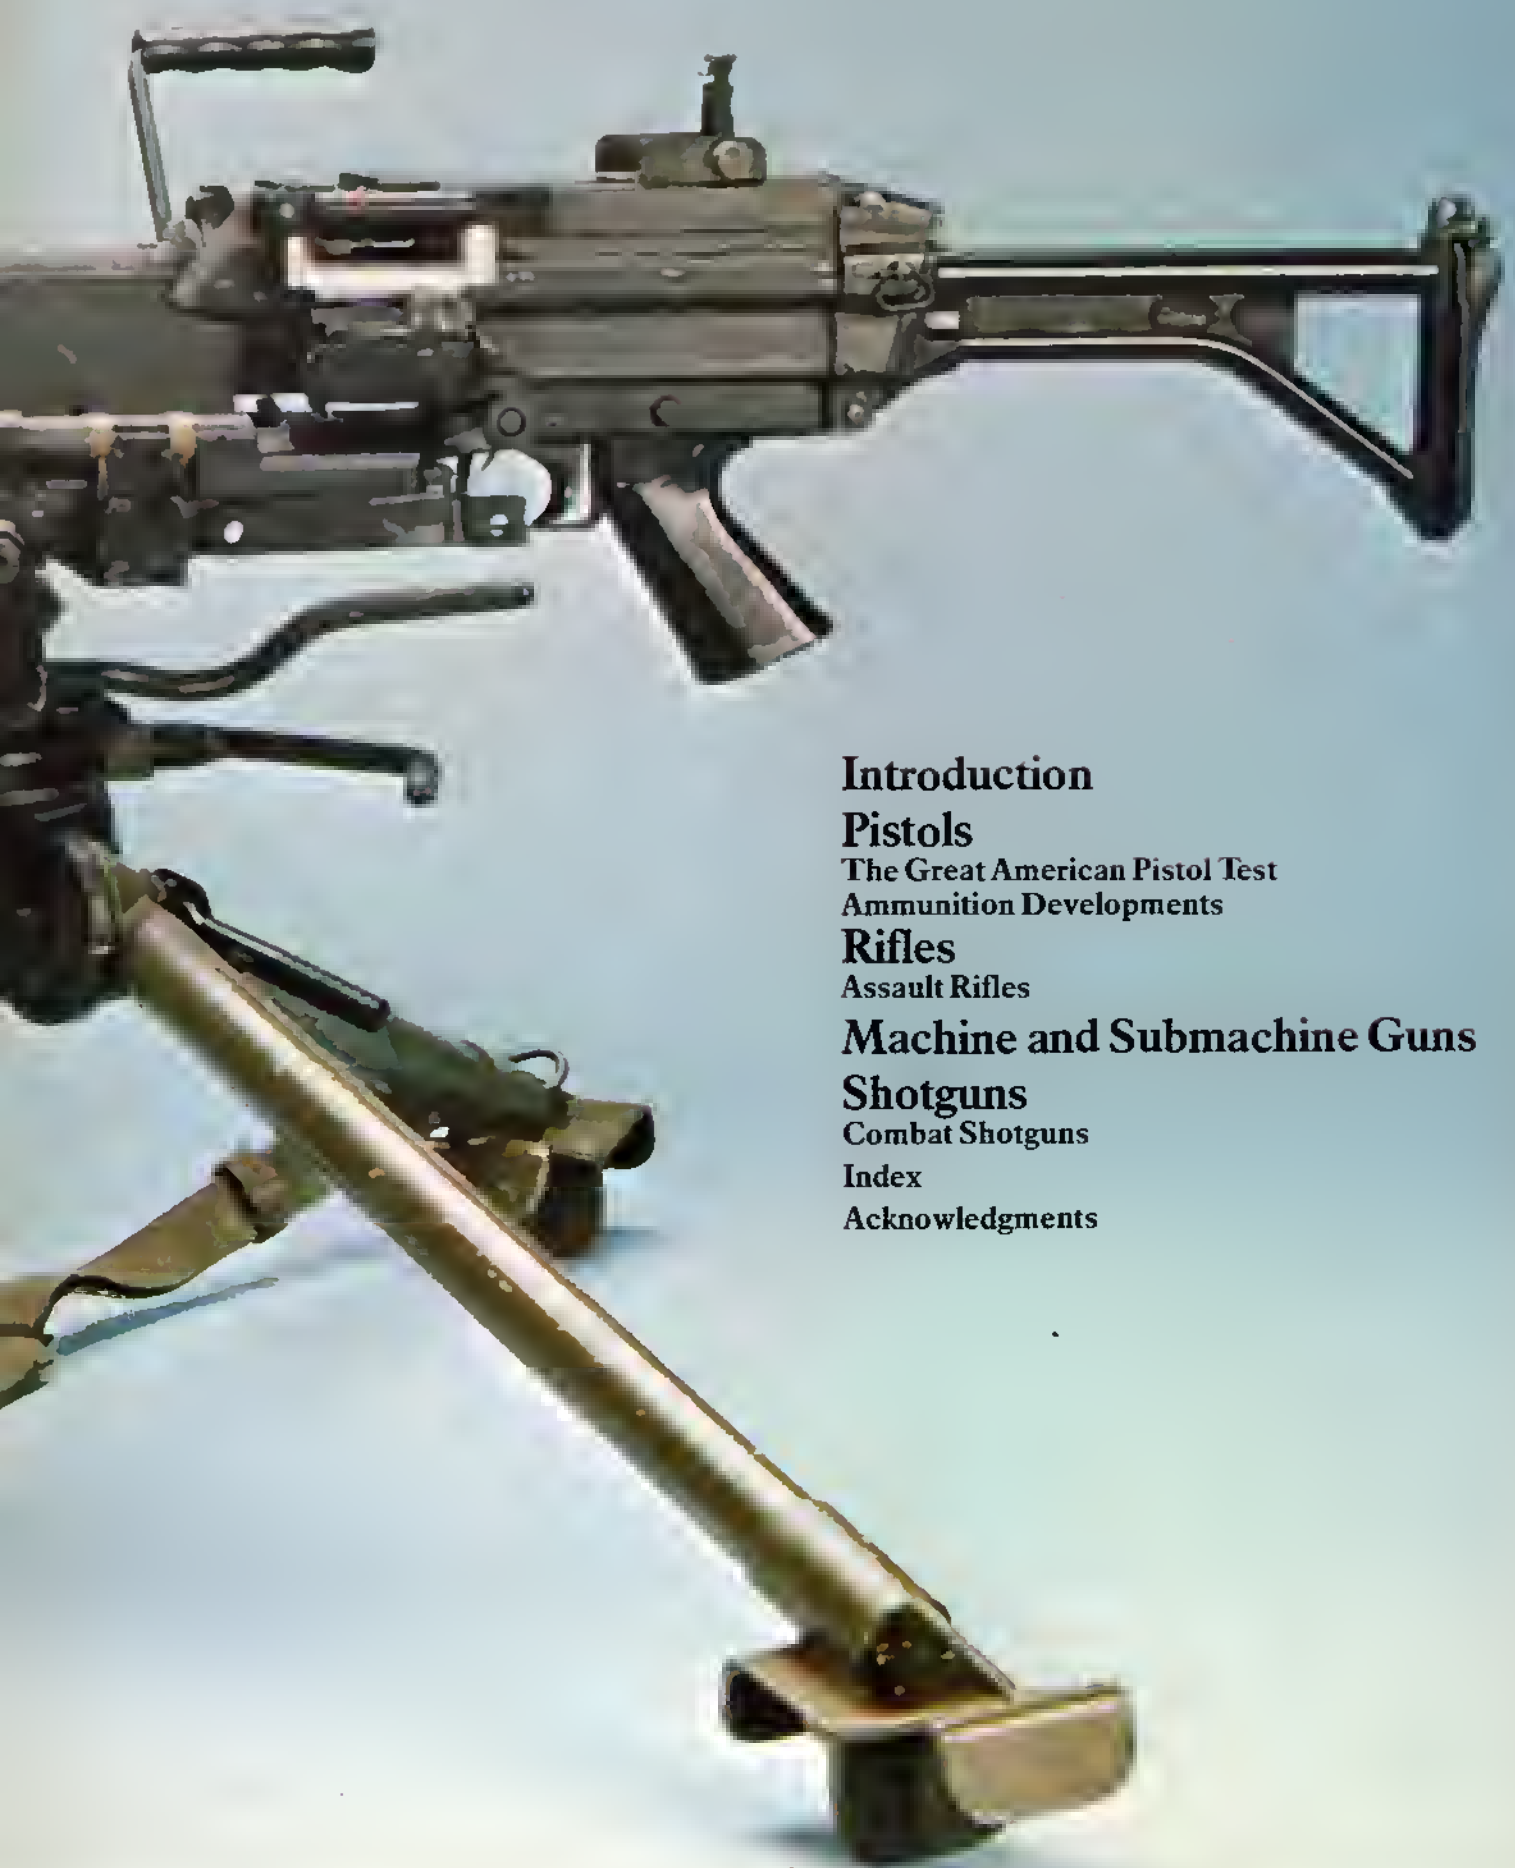 Introduction
Pistols
The Great American Pistol Test
Ammunition Developments
Rifles
Assault Rifles
Machine and Submachine Guns
Shotguns
Combat Shotguns
Index
Acknowledgments